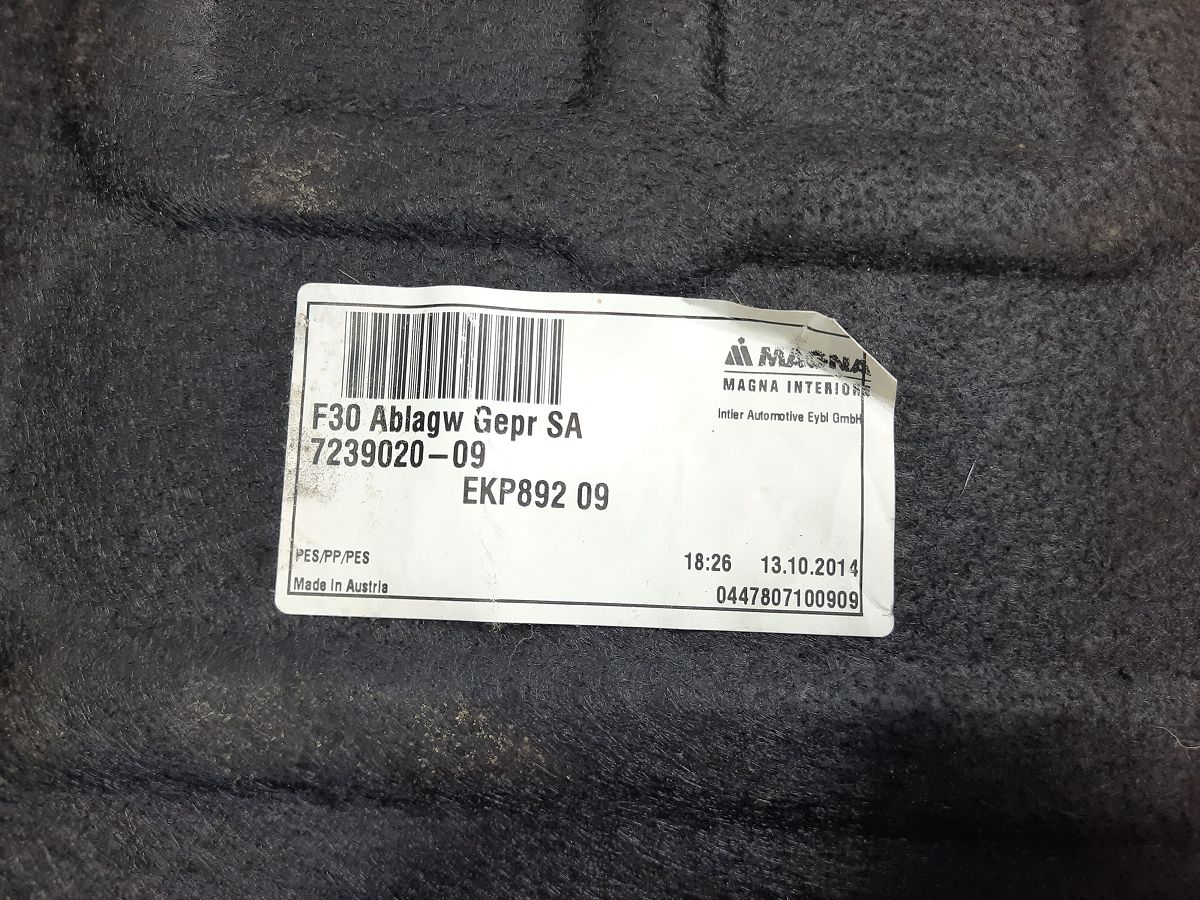 MAGNA
MAGNA INTERIORS
Intier Automotive Eybl GmbH
F30 Ablagw Gepr SA
7239020-09
EKP892 09
PES/PP/PES
18:26 13.10.2014
Made in Austria
0447807100909